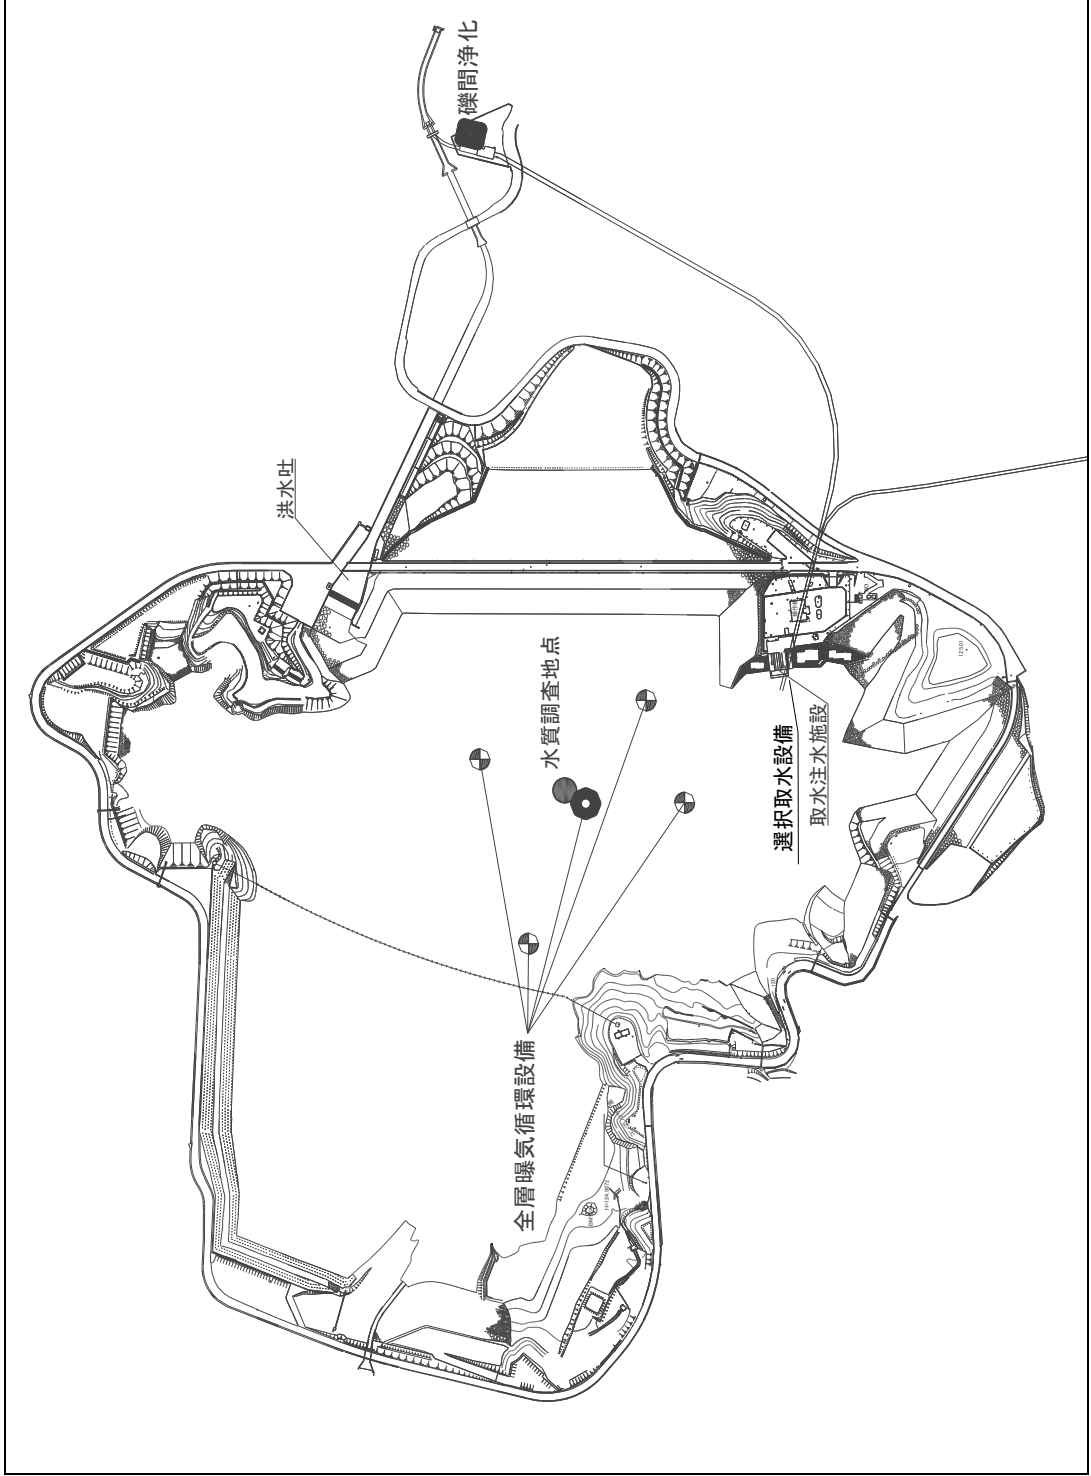 礫間浄化
洪水吐
水質調査地点
選択取水設備
取水注水施設
全層曝気循環設備